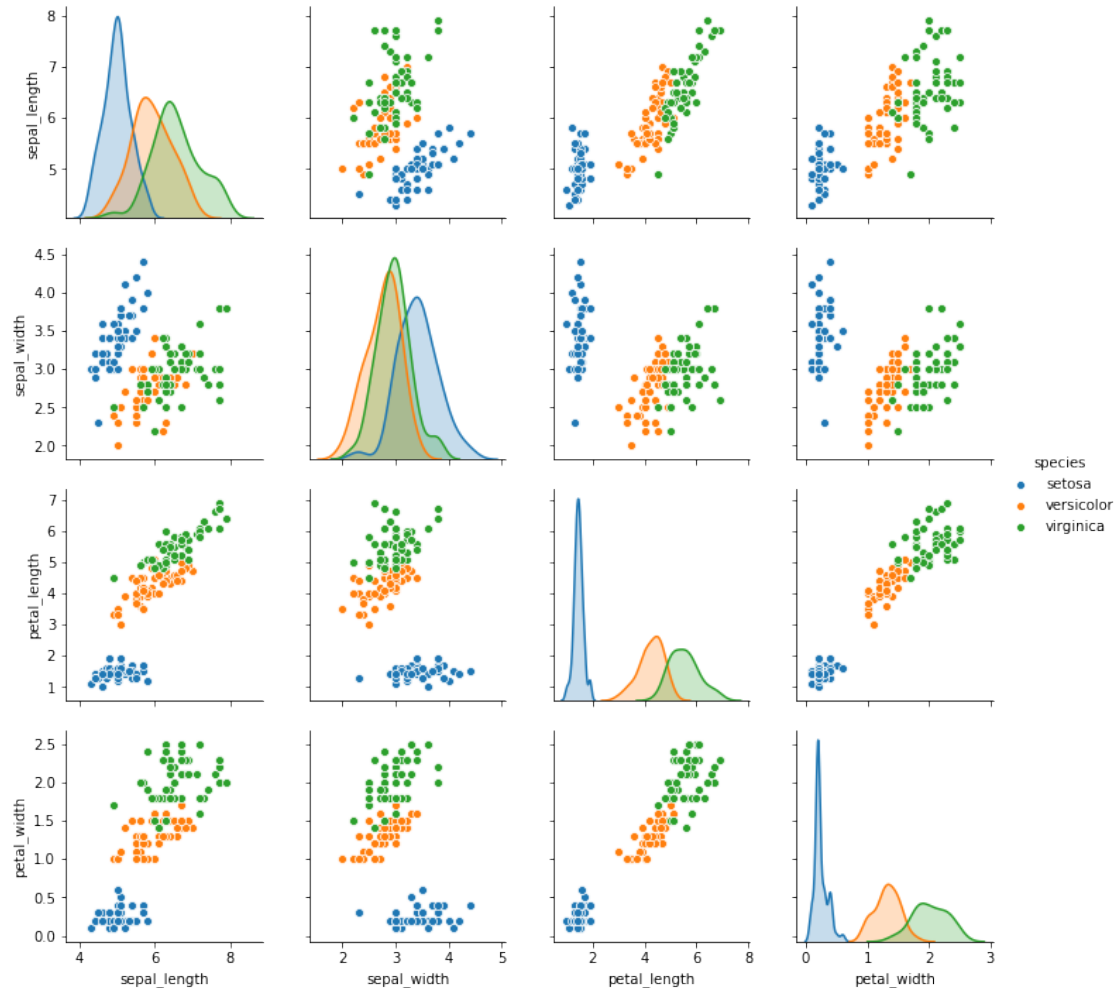 8
7
6
5
sepal_length
4.5
4.0
3.5
3.0
2.5
2.0
sepal_width
species
setosa
versicolor
virginica
7
6
5
4
3
2
1
petal_length
2.5
2.0
1.5
1.0
0.5
0.0
petal_width
4 6 8
2 3 4 5
2 4 6 8
0 1 2 3
sepal_length
sepal_width
petal_length
petal_width